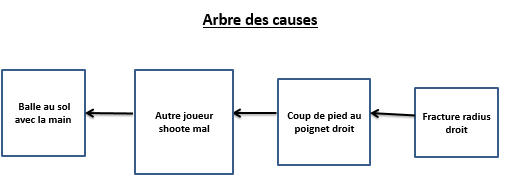 Arbre des causes
Balle au sol
avec la main
Autre joueur
shoote mal
Coup de pied au
poignet droit
Fracture radius
droit